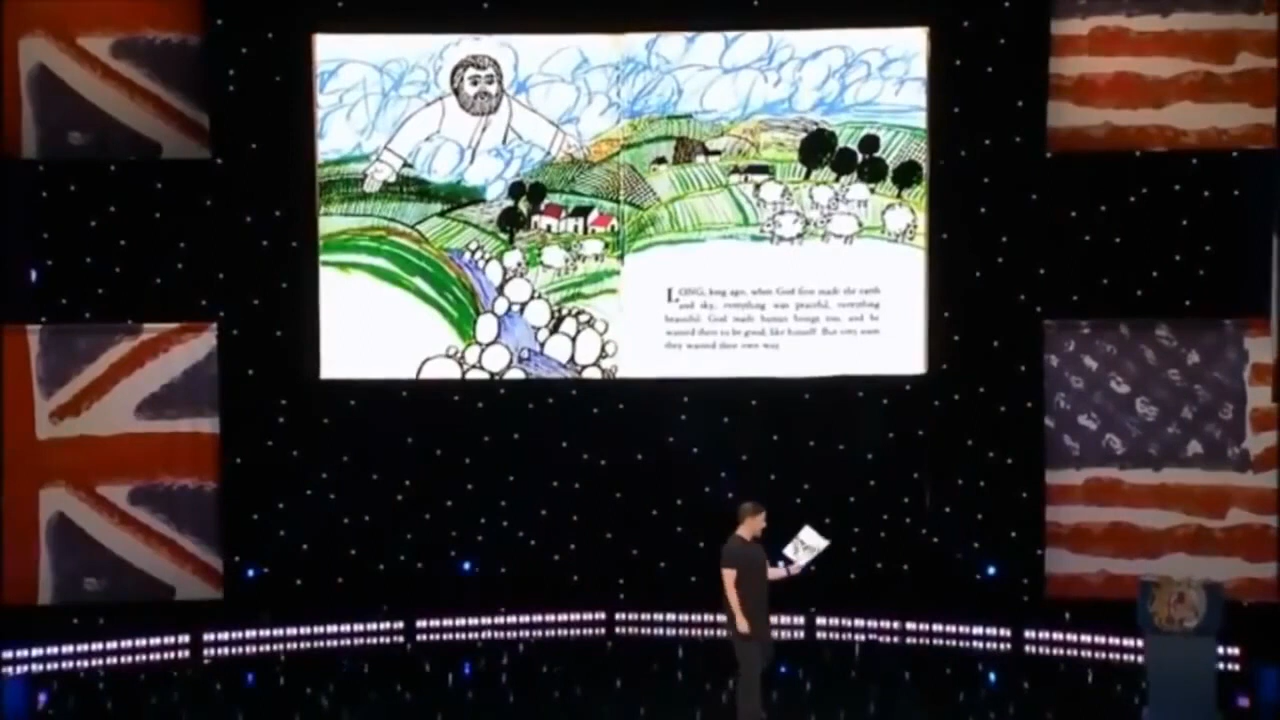 LONG, long ago, when God first made the earth
and sky, everything was peaceful, everything
beautiful. God made human beings too, and he
wanted them to be good, like himself. But very soon
they wanted their own way.